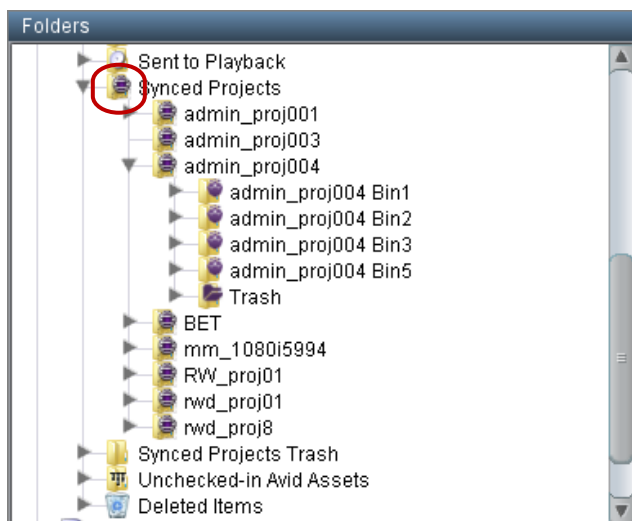 Folders
Sent to Playback
Synced Projects
admin_proj001
admin_proj003
admin_proj004
admin_proj004 Bin1
admin_proj004 Bin2
admin_proj004 Bin3
admin_proj004 Bin5
Trash
BET
mm_1080i5994
RW_proj01
rwd_proj01
rwd_proj8
Synced Projects Trash
Unchecked-in Avid Assets
Deleted Items